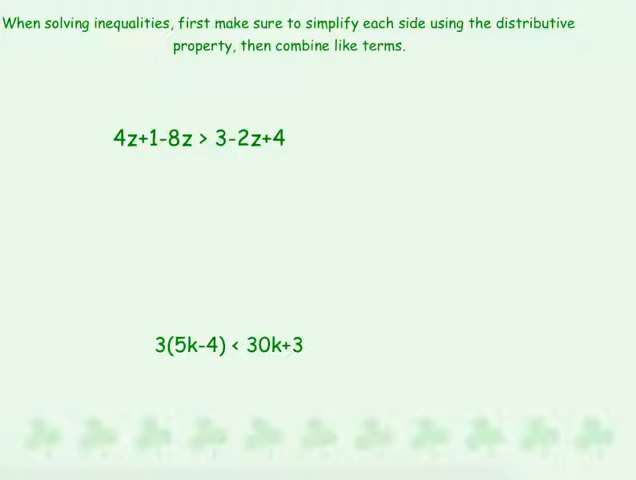 When solving inequalities, first make sure to simplify each side using the distributive
property, then combine like terms.
4z+1-8z > 3-2z+4
3(5k-4) < 30k+3